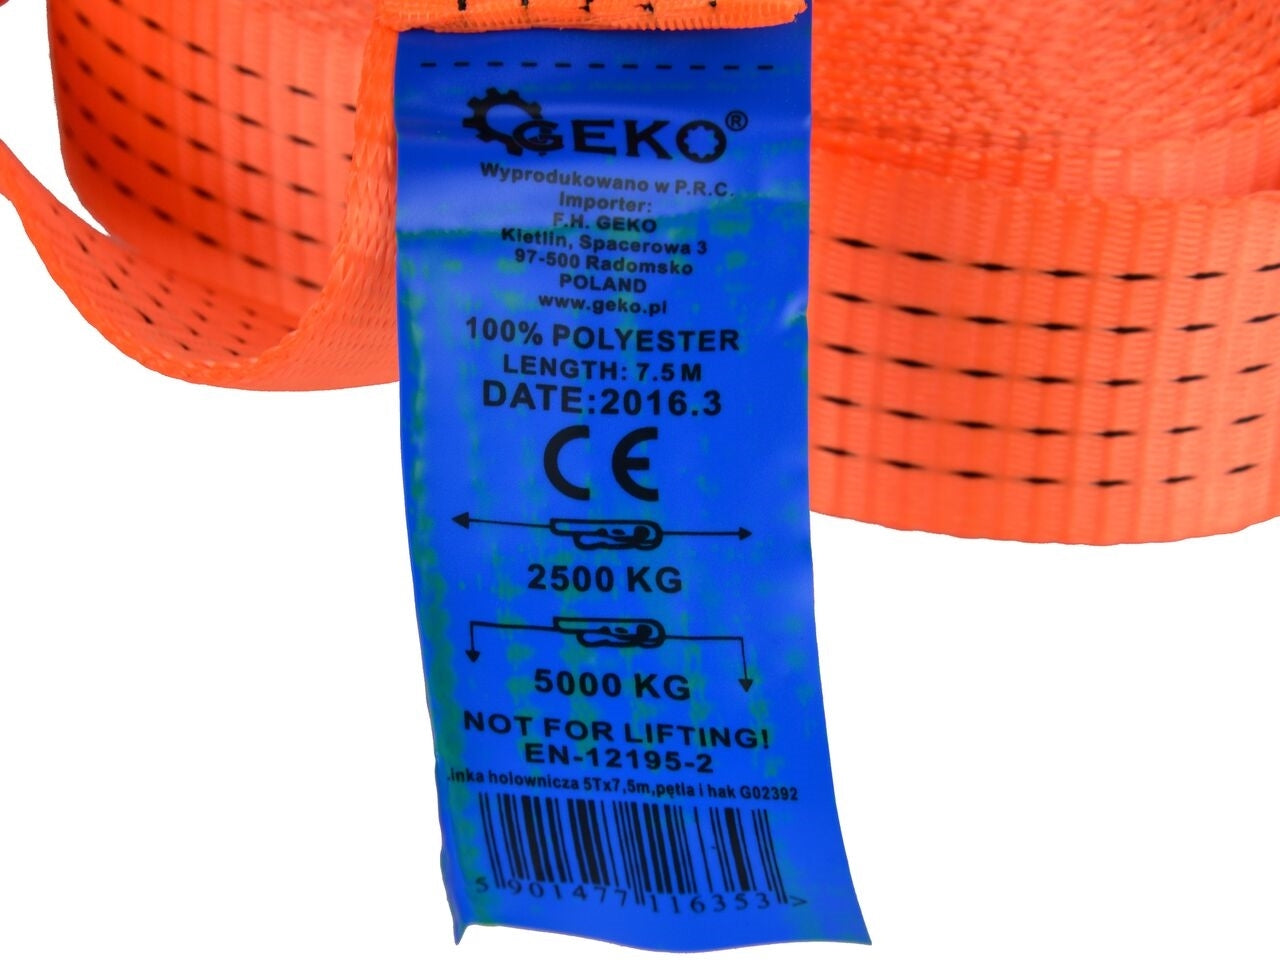 GEKO®
Wyprodukowano w P.R.C.
Importer:
F.H. GEKO
Kietlin, Spacerowa 3
97-500 Radomsko
POLAND
www.geko.pl
100% POLYESTER
LENGTH: 7.5 M
DATE:2016.3
CE
2500 KG
5000 KG
NOT FOR LIFTING!
EN-12195-2
inka holownicza 5Tx7,5m,pętla i hak G02392
5 901477 116353 >